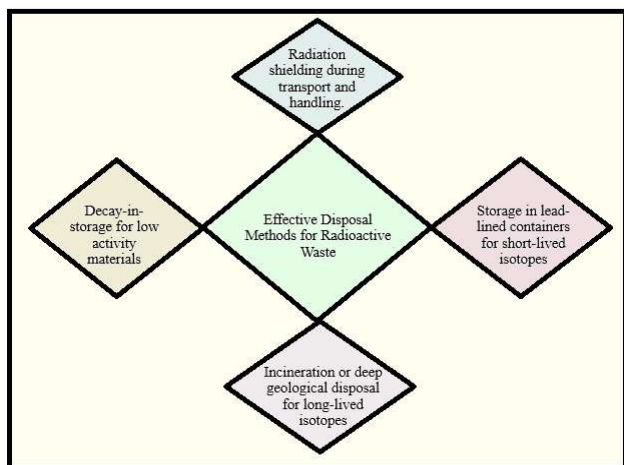 Radiation
shielding during
transport and
handling.
Decay-in-
storage for low
activity
materials
Effective Disposal
Methods for Radioactive
Waste
Storage in lead-
lined containers
for short-lived
isotopes
Incineration or deep
geological disposal
for long-lived
isotopes